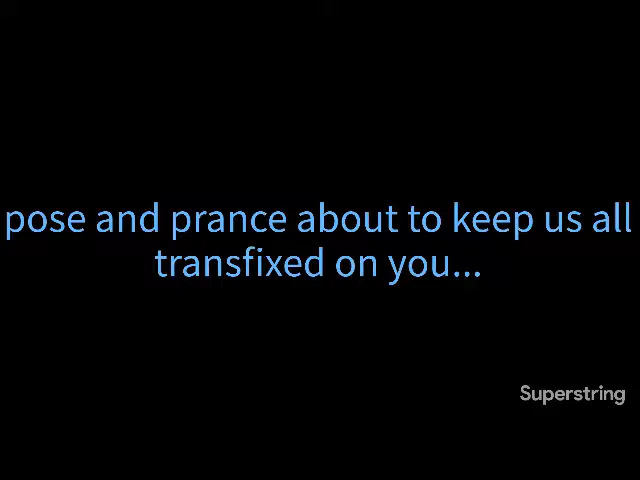 pose and prance about to keep us all
transfixed on you...
Superstring